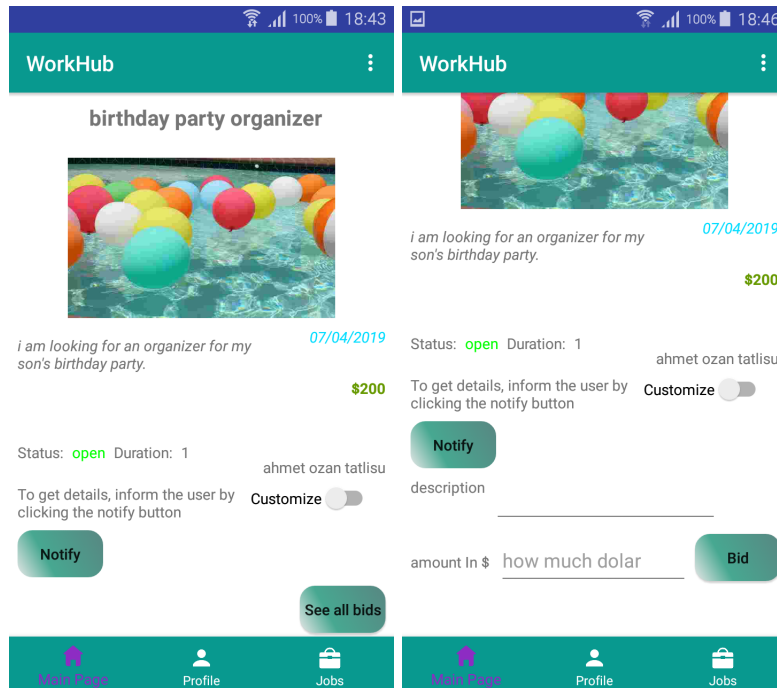 100% 18:43
WorkHub
birthday party organizer
i am looking for an organizer for my
son's birthday party.
07/04/2019
$200
Status: open Duration: 1
ahmet ozan tatlisu
To get details, inform the user by
clicking the notify button
Customize
Notify
See all bids
Main Page
Profile
Jobs
100% 18:46
WorkHub
i am looking for an organizer for my
son's birthday party.
07/04/2019
$200
Status: open Duration: 1
ahmet ozan tatlisu
To get details, inform the user by
clicking the notify button
Customize
Notify
description
amount In $ how much dolar
Bid
Main Page
Profile
Jobs